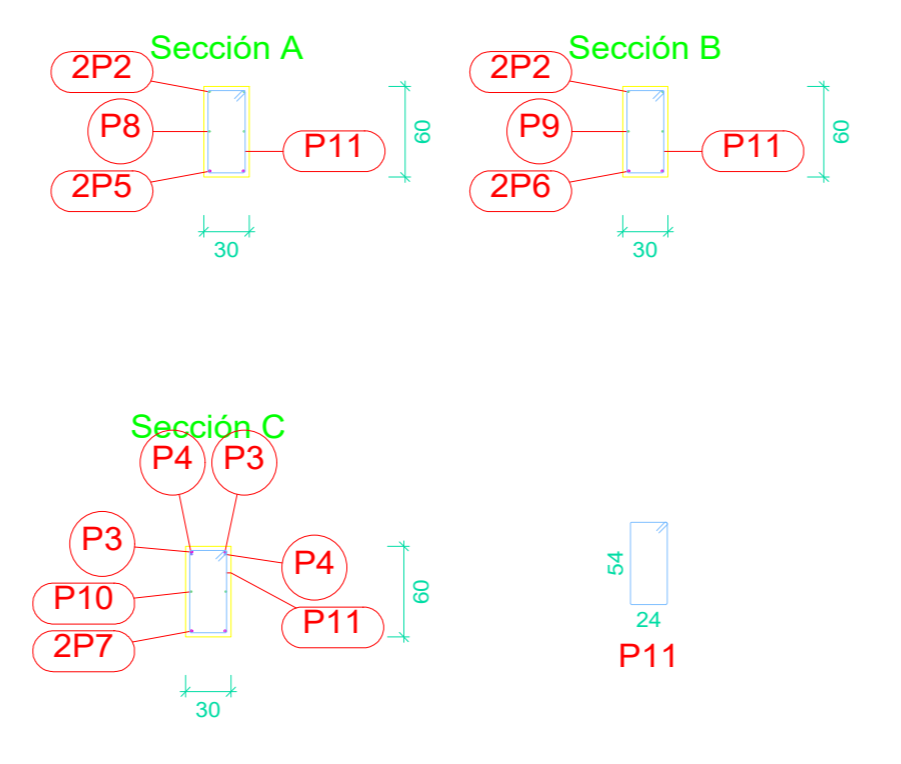 Sección A
2P2
P8
P11
2P5
60
30
Sección B
2P2
P9
P11
2P6
60
30
Sección C
P4
P3
P3
P4
P10
P11
2P7
60
30
54
24
P11